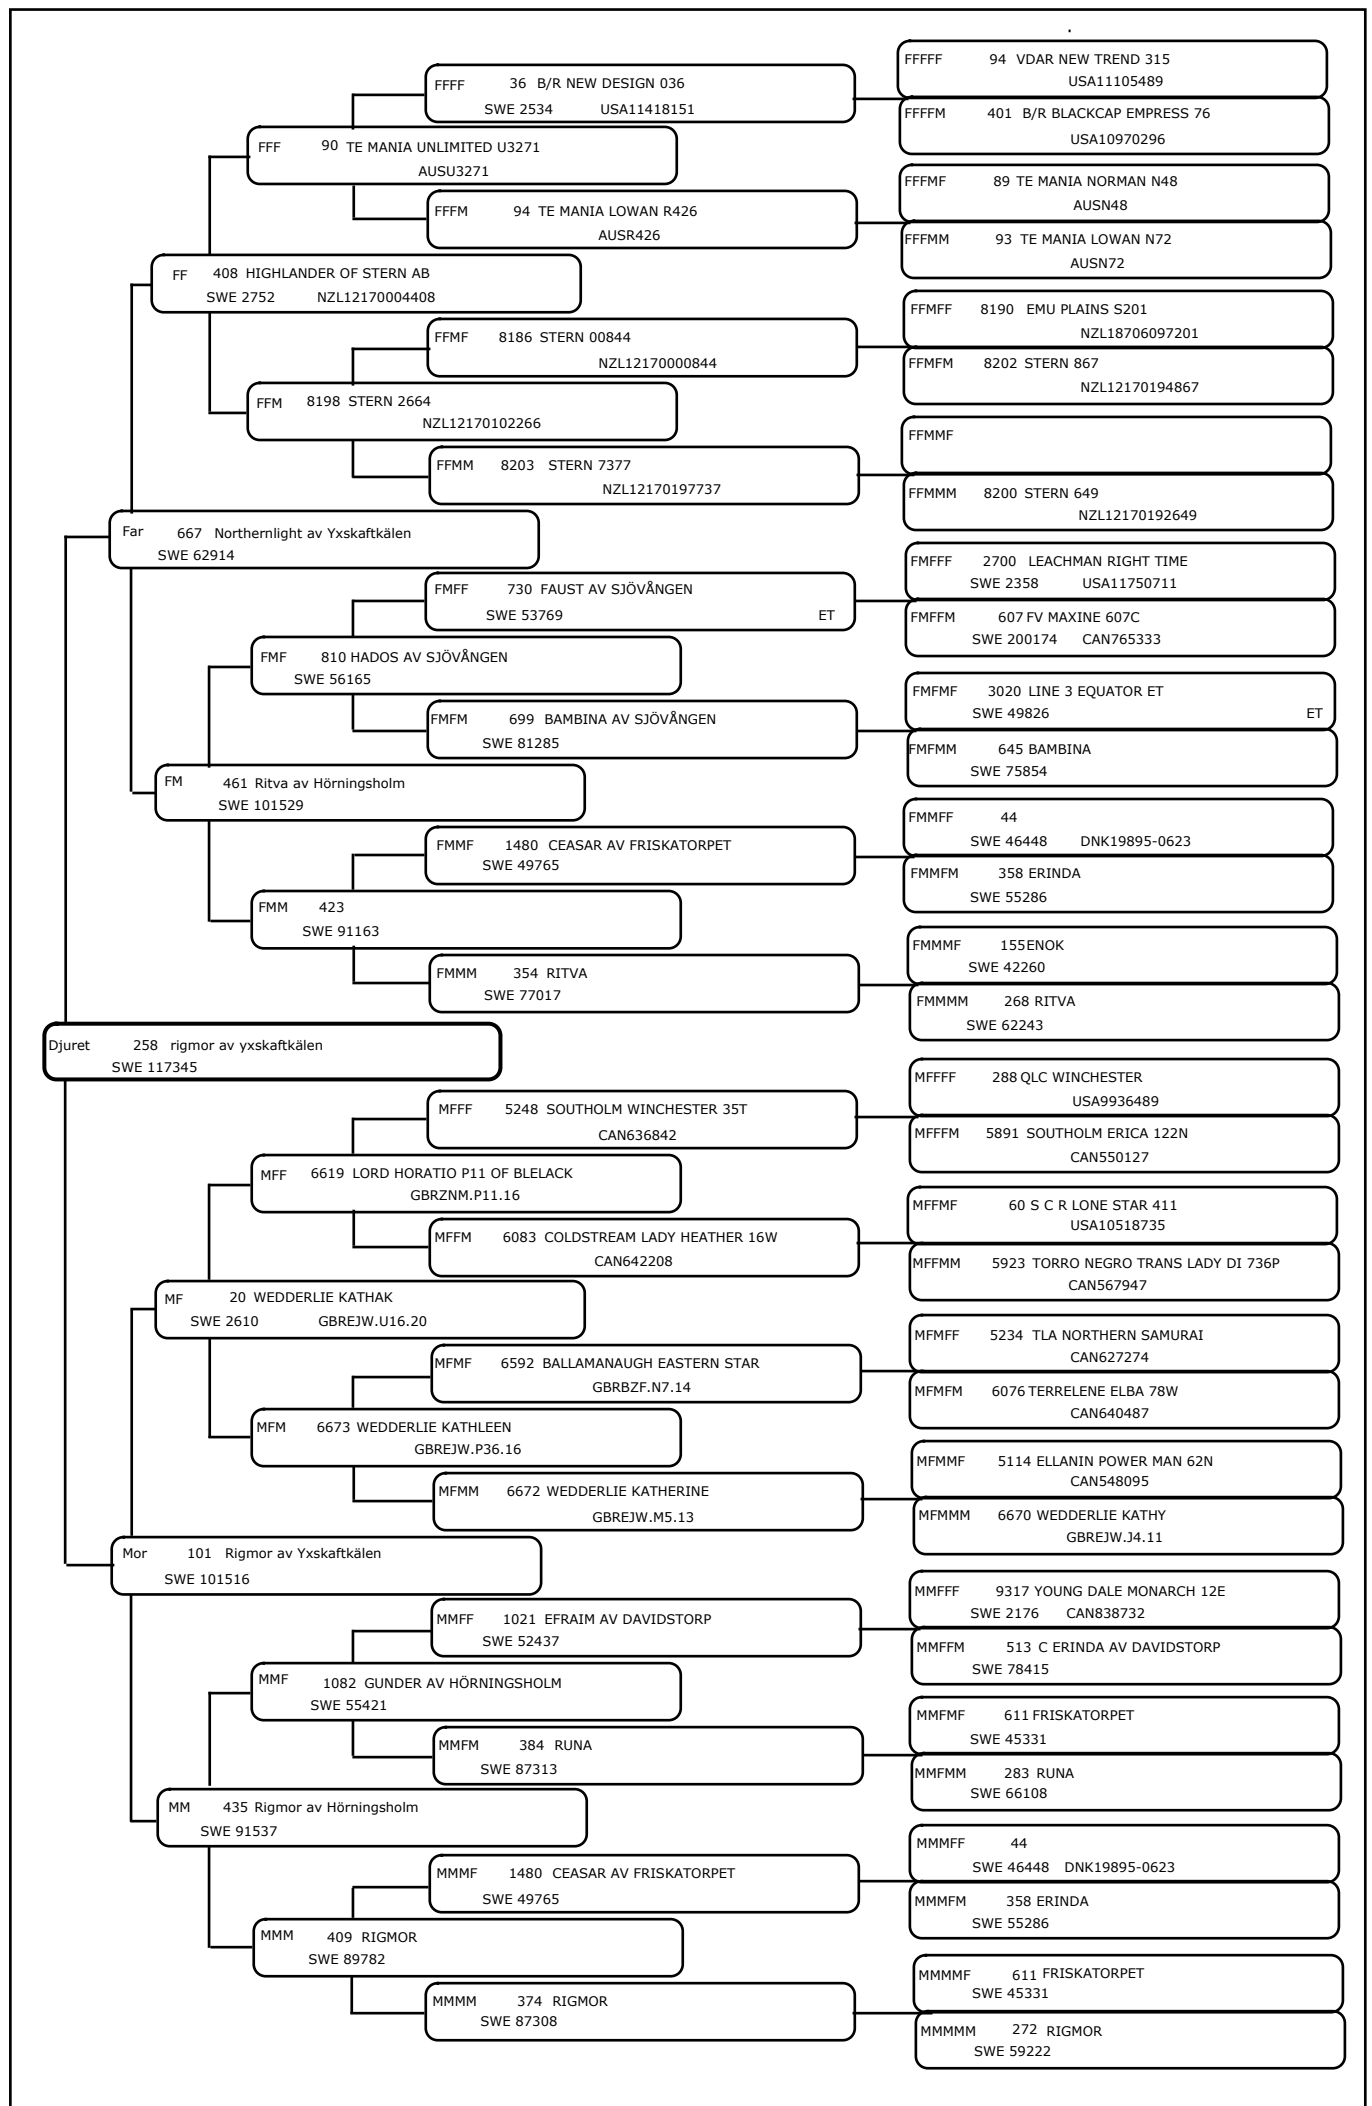 FFFFF 94 VDAR NEW TREND 315
USA11105489
FFFF 36 B/R NEW DESIGN 036
SWE 2534 USA11418151
FFFFM 401 B/R BLACKCAP EMPRESS 76
USA10970296
FFF 90 TE MANIA UNLIMITED U3271
AUSU3271
FFFMF 89 TE MANIA NORMAN N48
AUSN48
FFFM 94 TE MANIA LOWAN R426
AUSR426
FFFMM 93 TE MANIA LOWAN N72
AUSN72
FF 408 HIGHLANDER OF STERN AB
SWE 2752 NZL12170004408
FFMFF 8190 EMU PLAINS S201
NZL18706097201
FFMF 8186 STERN 00844
NZL12170000844
FFMFM 8202 STERN 867
NZL12170194867
FFM 8198 STERN 2664
NZL12170102266
FFMMF
FFMM 8203 STERN 7377
NZL12170197737
FFMMM 8200 STERN 649
NZL12170192649
Far 667 Northernlight av Yxskaftkälen
SWE 62914
FMFFF 2700 LEACHMAN RIGHT TIME
SWE 2358 USA11750711
FMFF 730 FAUST AV SJÖVÅNGEN
SWE 53769 ET
FMFFM 607 FV MAXINE 607C
SWE 200174 CAN765333
FMF 810 HADOS AV SJÖVÅNGEN
SWE 56165
FMFMF 3020 LINE 3 EQUATOR ET
SWE 49826 ET
FMFM 699 BAMBINA AV SJÖVÅNGEN
SWE 81285
FMFMM 645 BAMBINA
SWE 75854
FM 461 Ritva av Hörningsholm
SWE 101529
FMMFF 44
SWE 46448 DNK19895-0623
FMMF 1480 CEASAR AV FRISKATORPET
SWE 49765
FMMFM 358 ERINDA
SWE 55286
FMM 423
SWE 91163
FMMMF 155ENOK
SWE 42260
FMMM 354 RITVA
SWE 77017
FMMMM 268 RITVA
SWE 62243
Djuret 258 rigmor av yxskaftkälen
SWE 117345
MFFFF 288 QLC WINCHESTER
USA9936489
MFFF 5248 SOUTHOLM WINCHESTER 35T
CAN636842
MFFFM 5891 SOUTHOLM ERICA 122N
CAN550127
MFF 6619 LORD HORATIO P11 OF BLELACK
GBRZNM.P11.16
MFFMF 60 S C R LONE STAR 411
USA10518735
MFFM 6083 COLDSTREAM LADY HEATHER 16W
CAN642208
MFFMM 5923 TORRO NEGRO TRANS LADY DI 736P
CAN567947
MF 20 WEDDERLIE KATHAK
SWE 2610 GBREJW.U16.20
MFMFF 5234 TLA NORTHERN SAMURAI
CAN627274
MFMF 6592 BALLAMANAUGH EASTERN STAR
GBRBZF.N7.14
MFMFM 6076 TERRELENE ELBA 78W
CAN640487
MFM 6673 WEDDERLIE KATHLEEN
GBREJW.P36.16
MFMMF 5114 ELLANIN POWER MAN 62N
CAN548095
MFMM 6672 WEDDERLIE KATHERINE
GBREJW.M5.13
MFMMM 6670 WEDDERLIE KATHY
GBREJW.J4.11
Mor 101 Rigmor av Yxskaftkälen
SWE 101516
MMFFF 9317 YOUNG DALE MONARCH 12E
SWE 2176 CAN838732
MMFF 1021 EFRAIM AV DAVIDSTORP
SWE 52437
MMFFM 513 C ERINDA AV DAVIDSTORP
SWE 78415
MMF 1082 GUNDER AV HÖRNINGSHOLM
SWE 55421
MMFMF 611 FRISKATORPET
SWE 45331
MMFM 384 RUNA
SWE 87313
MMFMM 283 RUNA
SWE 66108
MM 435 Rigmor av Hörningsholm
SWE 91537
MMMFF 44
SWE 46448 DNK19895-0623
MMMF 1480 CEASAR AV FRISKATORPET
SWE 49765
MMMFM 358 ERINDA
SWE 55286
MMM 409 RIGMOR
SWE 89782
MMMMF 611 FRISKATORPET
SWE 45331
MMMM 374 RIGMOR
SWE 87308
MMMMM 272 RIGMOR
SWE 59222